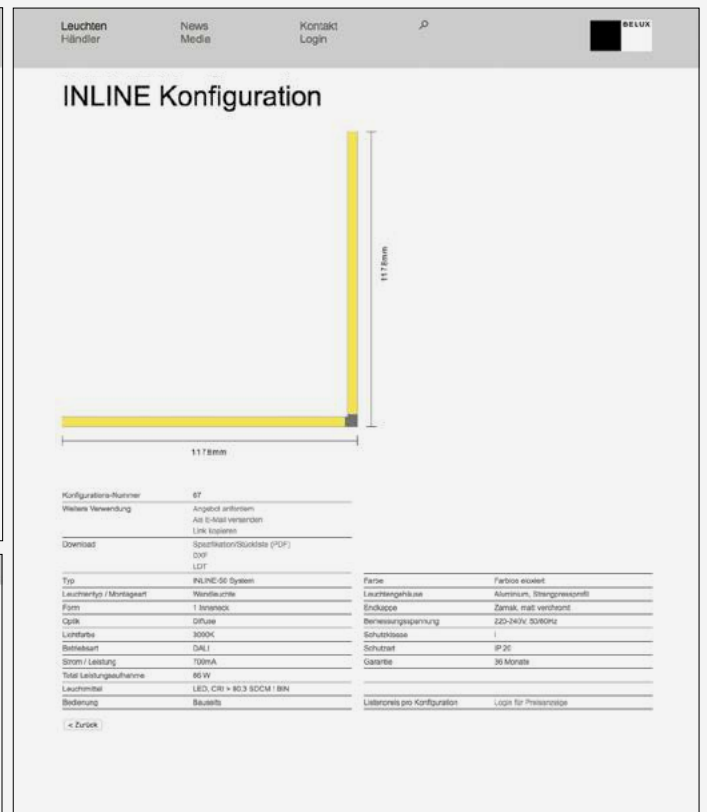 Leuchten
Händler
News
Medie
Kontakt
Login
BELUX
INLINE Konfiguration
1178mm
1178mm
Konfigurations-Nummer 67
Weitere Verwendung Angebot anfordern
Als E-Mail versenden
Link kopieren
Download Spezifikation/Stückliste (PDF)
DXF
LDT
Typ INLINE-50 System
Leuchtentyp / Montageart Wandleuchte
Form 1 Inneneck
Optik Diffuse
Lichtfarbe 3000K
Betriebsart DALI
Strom / Leistung 700mA
Total Leistungsaufnahme 86 W
Leuchtmittel LED, CRI > 80,3 SDCM 1 BIN
Bedienung Bauseits
Farbe Farblos eloxiert
Leuchtengehäuse Aluminium, Strangpressprofil
Endkappe Zamak, matt verchromt
Bemessungsspannung 220-240V, 50/60Hz
Schutzklasse I
Schutzart IP 20
Garantie 36 Monate
Listenpreis pro Konfiguration Login für Preisanzeige
< Zurück